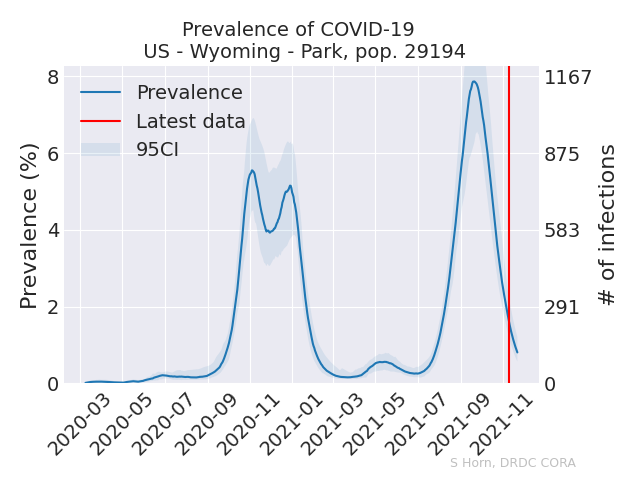 Prevalence of COVID-19
US - Wyoming - Park, pop. 29194
Prevalence
Latest data
95CI
Prevalence (%)
8
6
4
2
0
1167
875
583
291
0
# of infections
2020-03
2020-05
2020-07
2020-09
2020-11
2021-01
2021-03
2021-05
2021-07
2021-09
2021-11
S Horn, DRDC CORA